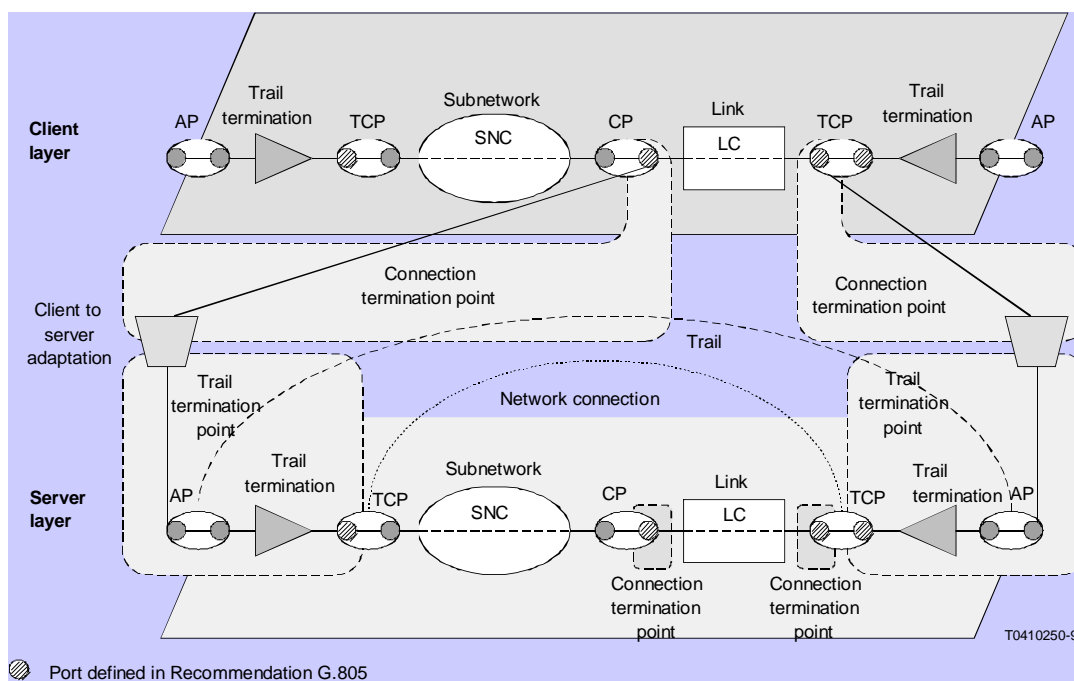 Client
layer
AP
Trail
termination
TCP
Subnetwork
SNC
CP
Link
LC
TCP
Trail
termination
AP
Connection
termination point
Connection
termination point
Client to
server
adaptation
Trail
Trail
termination
point
Network connection
Trail
termination
point
Server
layer
AP
Trail
termination
TCP
Subnetwork
SNC
CP
Link
LC
TCP
Trail
termination
AP
Connection
termination
point
Connection
termination
point
T0410250-9
Port defined in Recommendation G.805